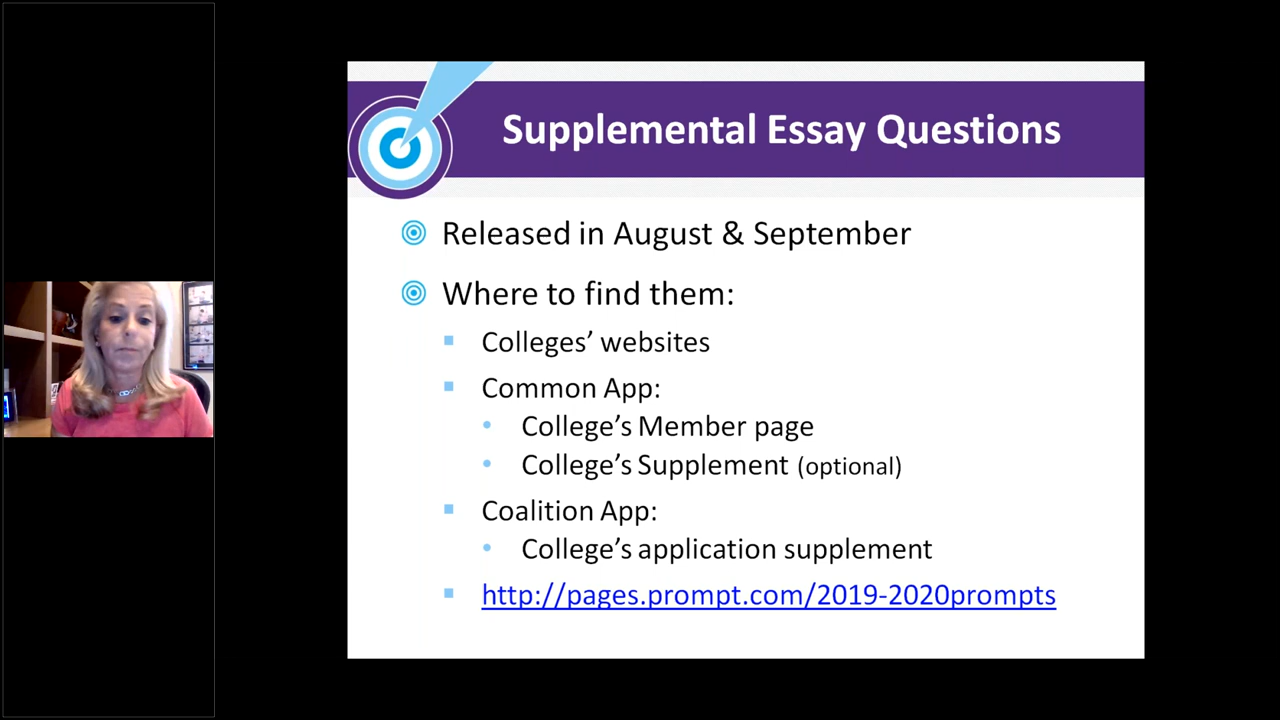 Supplemental Essay Questions
Released in August & September
Where to find them:
Colleges’ websites
Common App:
College’s Member page
College’s Supplement (optional)
Coalition App:
College’s application supplement
http://pages.prompt.com/2019-2020prompts